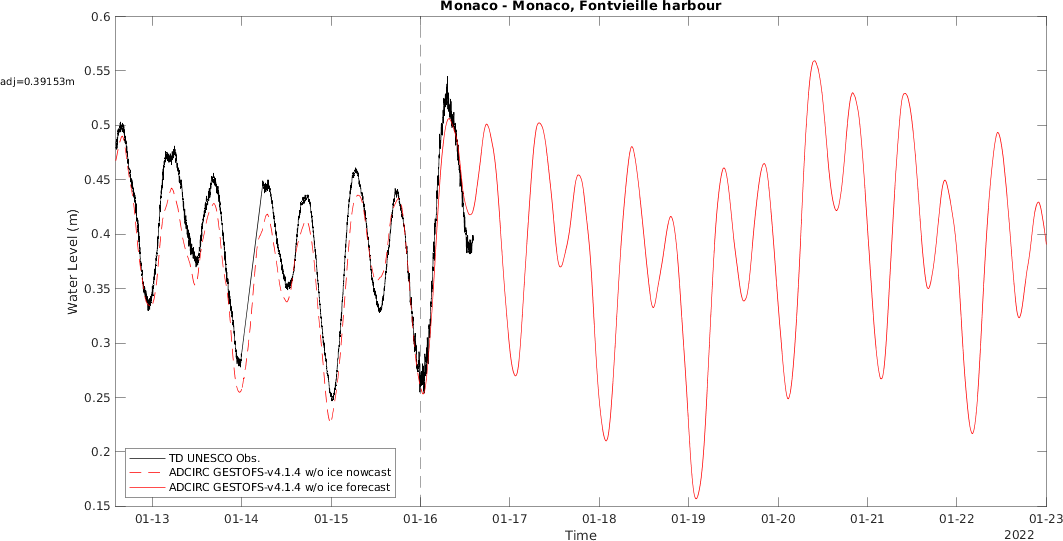 Monaco - Monaco, Fontvieille harbour
adj=0.39153m
Water Level (m)
0.6
0.55
0.5
0.45
0.4
0.35
0.3
0.25
0.2
0.15
TD UNESCO Obs.
ADCIRC GESTOFS-v4.1.4 w/o ice nowcast
ADCIRC GESTOFS-v4.1.4 w/o ice forecast
01-13 01-14 01-15 01-16 01-17 01-18 01-19 01-20 01-21 01-22 01-23
Time
2022